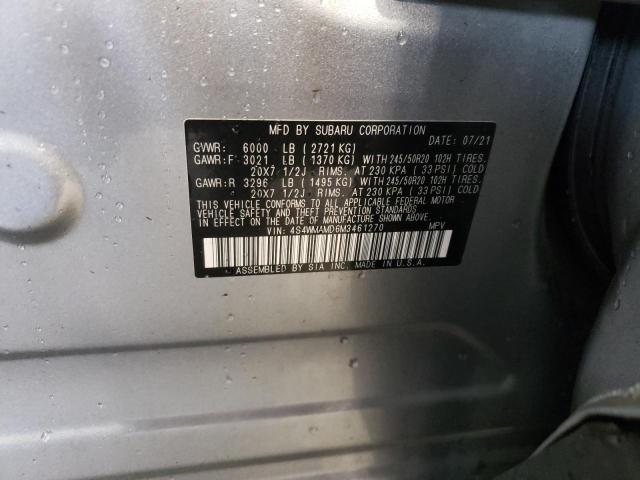 MFD BY SUBARU CORPORATION
DATE: 07/21
GVWR: 6000 LB ( 2721 KG)
GAWR:F 3021 LB ( 1370 KG) WITH 245/50R20 102H TIRES.
20X7 1/2J - RIMS. AT 230 KPA ( 33 PSI) COLD
GAWR:R 3296 LB ( 1495 KG) WITH 245/50R20 102H TIRES.
20X7 1/2J - RIMS. AT 230 KPA ( 33 PSI) COLD
THIS VEHICLE CONFORMS TO ALL APPLICABLE FEDERAL MOTOR
VEHICLE SAFETY AND THEFT PREVENTION STANDARDS
IN EFFECT ON THE DATE OF MANUFACTURE SHOWN ABOVE.
VIN: 4S4WMAMD6M3461270 MPV
ASSEMBLED BY SIA INC. MADE IN U.S.A.